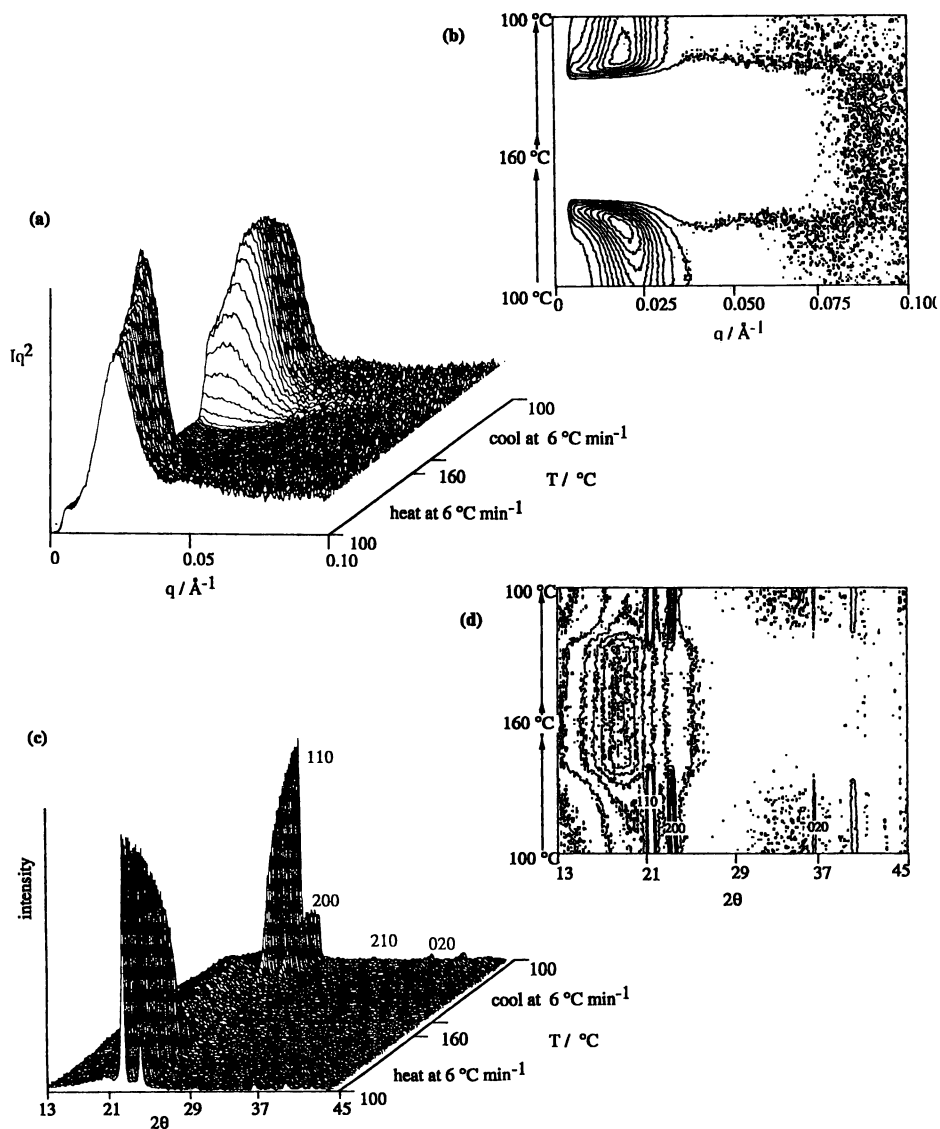 (a)
Iq²
0
0.05
0.10
q / Å⁻¹
100
160
100
heat at 6 °C min⁻¹
cool at 6 °C min⁻¹
T / °C
(b)
100 °C
160 °C
100 °C
0
0.025
0.050
0.075
0.100
q / Å⁻¹
(c)
intensity
110
200
210
020
13
21
29
37
45
2θ
100
160
100
heat at 6 °C min⁻¹
cool at 6 °C min⁻¹
T / °C
(d)
100 °C
160 °C
100 °C
110
200
020
13
21
29
37
45
2θ